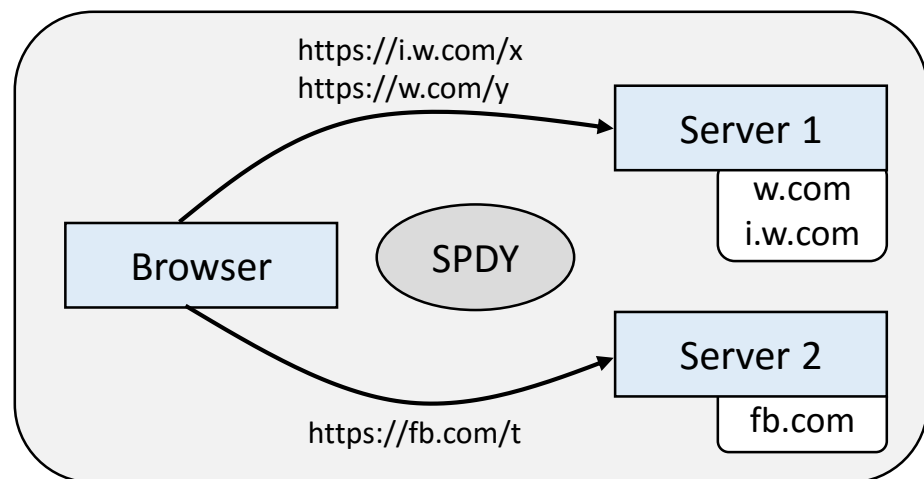 https://i.w.com/x
https://w.com/y
Server 1
w.com
i.w.com
Browser
SPDY
Server 2
fb.com
https://fb.com/t